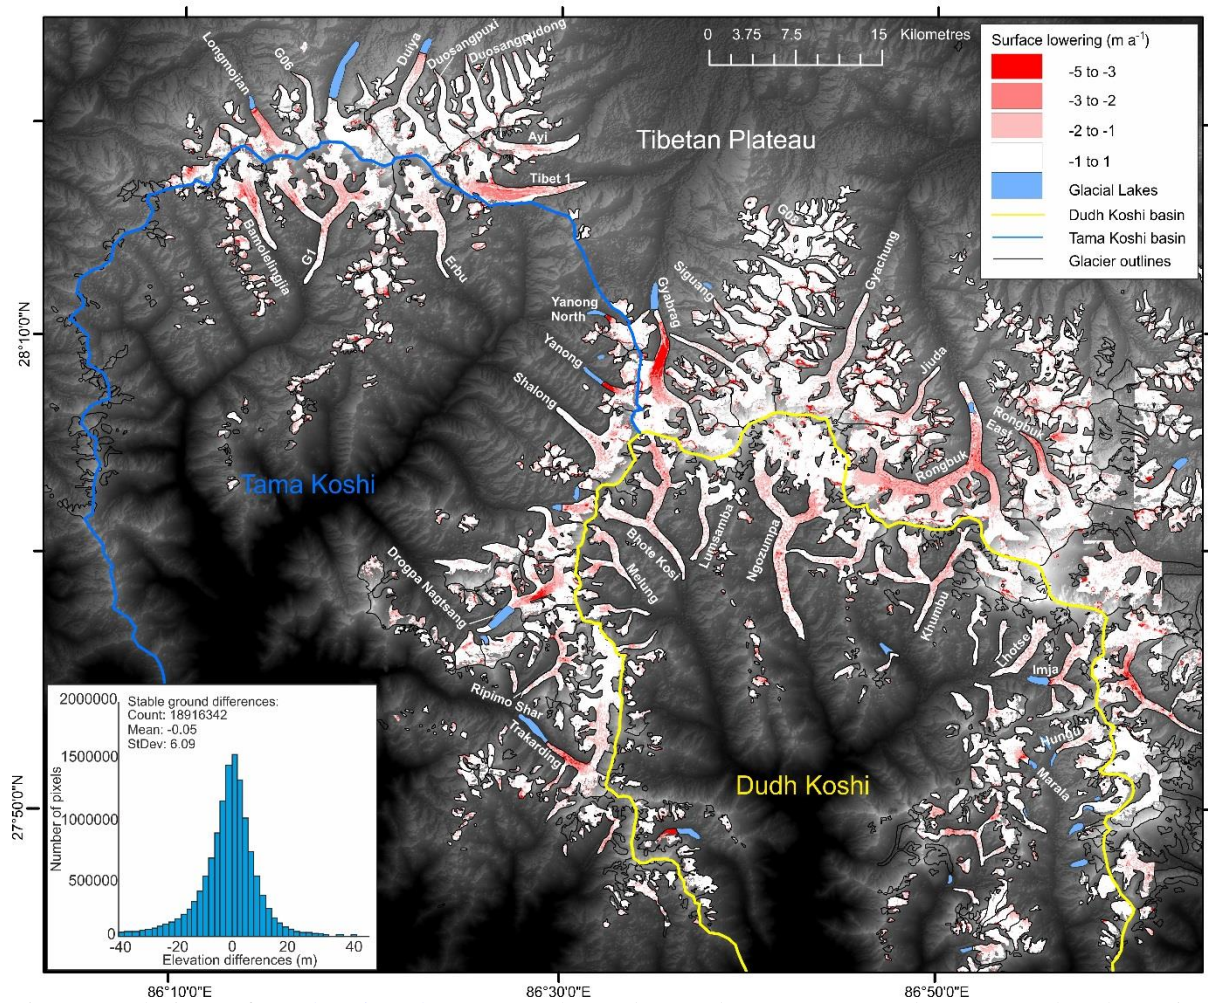 0 3.75 7.5 15 Kilometres
Surface lowering (m a-1)
-5 to -3
-3 to -2
-2 to -1
-1 to 1
Glacial Lakes
Dudh Koshi basin
Tama Koshi basin
Glacier outlines
Longmojian
G06
Duiya
Duosangpuxi
Duosangpudong
Tibetan Plateau
Ayi
Tibet 1
Bamolelingjia
G1
Erbu
G08
Siguang
Gyabrag
Gyachung
Yanong
North
Yanong
Shalong
Jiuda
Rongbuk
East
Rongbuk
Tama Koshi
Bhote Kosi
Lumsamba
Ngozumpa
Melung
Drogpa Nagtsang
Khumbu
Lhotse
Imja
Ripimo Shar
Trakarding
Hungu
Marala
Dudh Koshi
28°10'0"N
27°50'0"N
86°10'0"E
86°30'0"E
86°50'0"E
Stable ground differences:
Count: 18916342
Mean: -0.05
StDev: 6.09
2000000
1500000
1000000
500000
0
Number of pixels
-40 -20 0 20 40
Elevation differences (m)